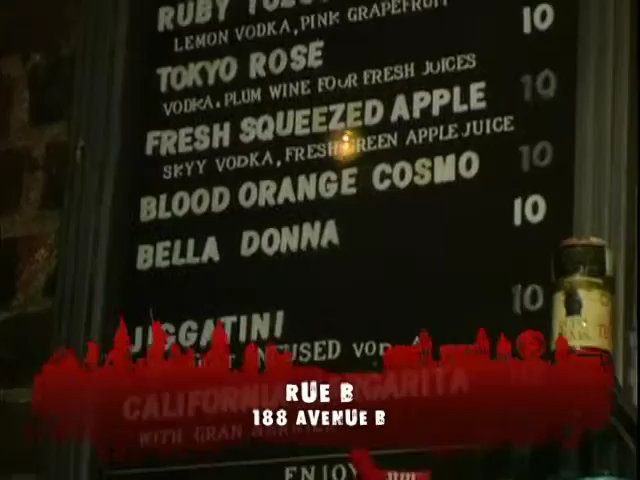 RUBY
10
LEMON VODKA, PINK GRAPEFRUIT
TOKYO ROSE
10
VODKA, PLUM WINE FOUR FRESH JUICES
FRESH SQUEEZED APPLE
10
SKYY VODKA, FRESH GREEN APPLE JUICE
BLOOD ORANGE COSMO
10
BELLA DONNA
10
JIGGATINI
INFUSED VODKA
CALIFORNIA MARGARITA
WITH GRAN
RUE B
188 AVENUE B
ENJOY